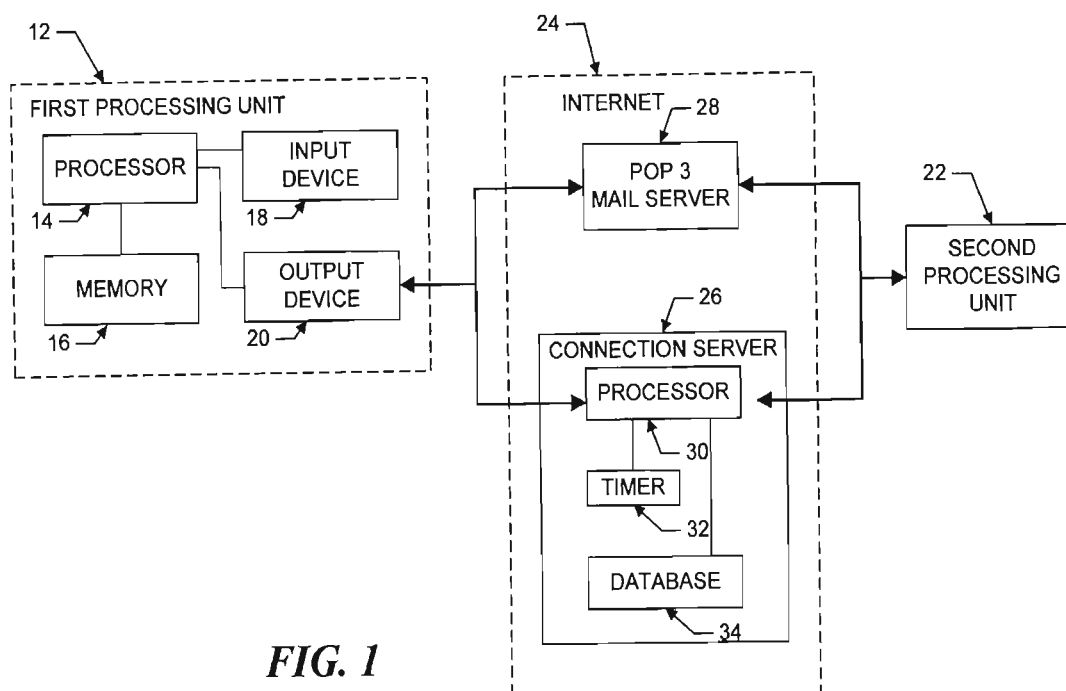 12
FIRST PROCESSING UNIT
PROCESSOR
14
INPUT
DEVICE
18
MEMORY
16
OUTPUT
DEVICE
20
24
INTERNET
28
POP 3
MAIL SERVER
26
CONNECTION SERVER
PROCESSOR
30
TIMER
32
DATABASE
34
22
SECOND
PROCESSING
UNIT
FIG. 1